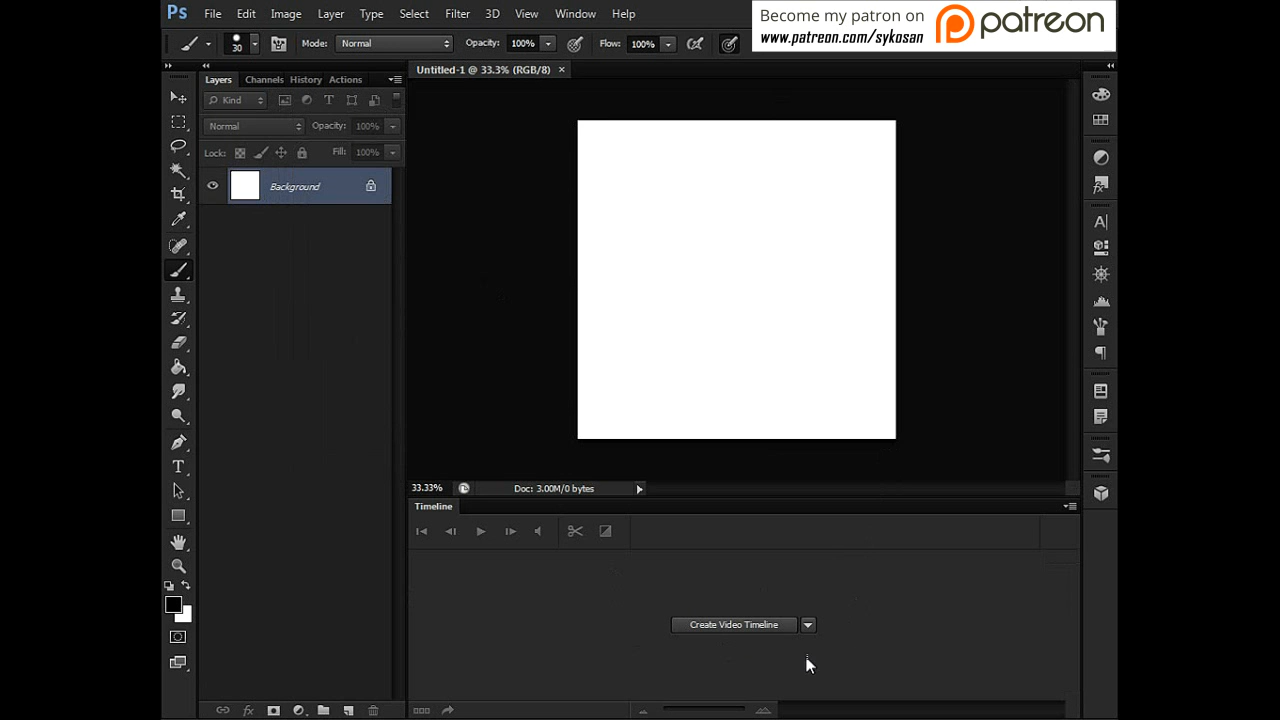 Ps File Edit Image Layer Type Select Filter 3D View Window Help
Become my patron on patreon
www.patreon.com/sykosan
30 Mode: Normal Opacity: 100% Flow: 100%
Untitled-1 @ 33.3% (RGB/8) ×
Layers Channels History Actions
Kind
Normal Opacity: 100%
Lock: Fill: 100%
Background
33.33% Doc: 3.00M/0 bytes
Timeline
Create Video Timeline